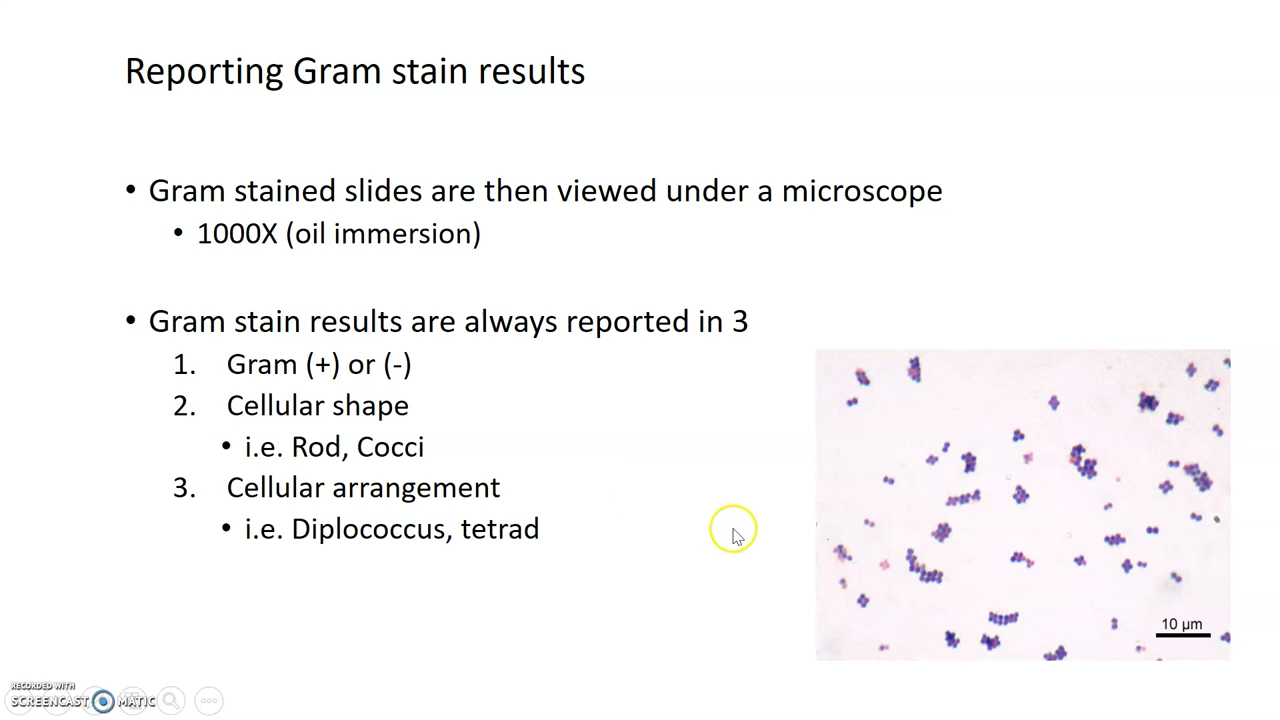 Reporting Gram stain results
• Gram stained slides are then viewed under a microscope
• 1000X (oil immersion)
• Gram stain results are always reported in 3
1. Gram (+) or (-)
2. Cellular shape
• i.e. Rod, Cocci
3. Cellular arrangement
• i.e. Diplococcus, tetrad
10 µm
RECORDED WITH
SCREENCAST MATIC